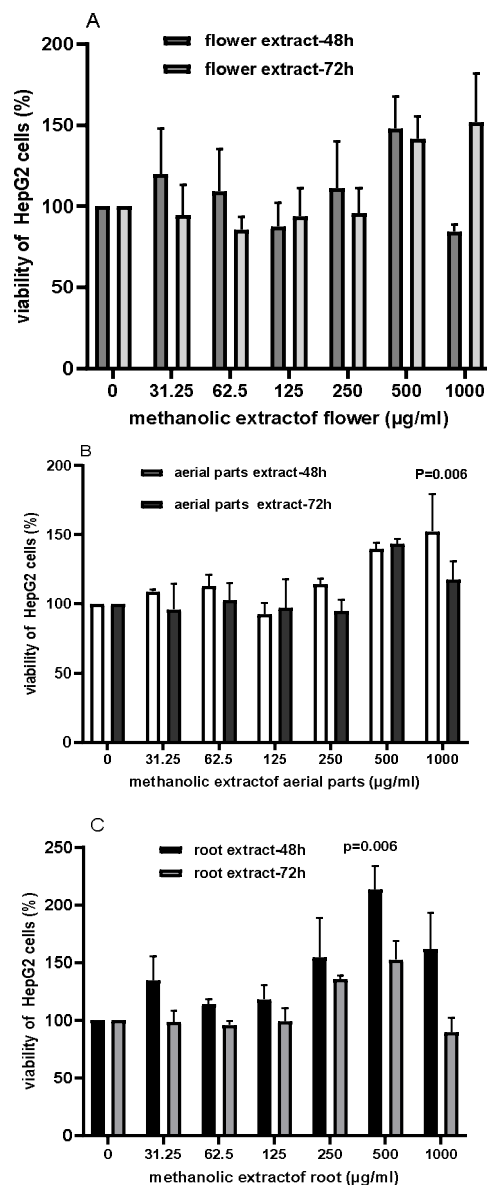 A
flower extract-48h
flower extract-72h
viability of HepG2 cells (%)
200
150
100
50
0
0 31.25 62.5 125 250 500 1000
methanolic extractof flower (µg/ml)
B
aerial parts extract-48h
aerial parts extract-72h
P=0.006
viability of HepG2 cells (%)
200
150
100
50
0
0 31.25 62.5 125 250 500 1000
methanolic extractof aerial parts (µg/ml)
C
root extract-48h
root extract-72h
p=0.006
viability of HepG2 cells (%)
250
200
150
100
50
0
0 31.25 62.5 125 250 500 1000
methanolic extractof root (µg/ml)